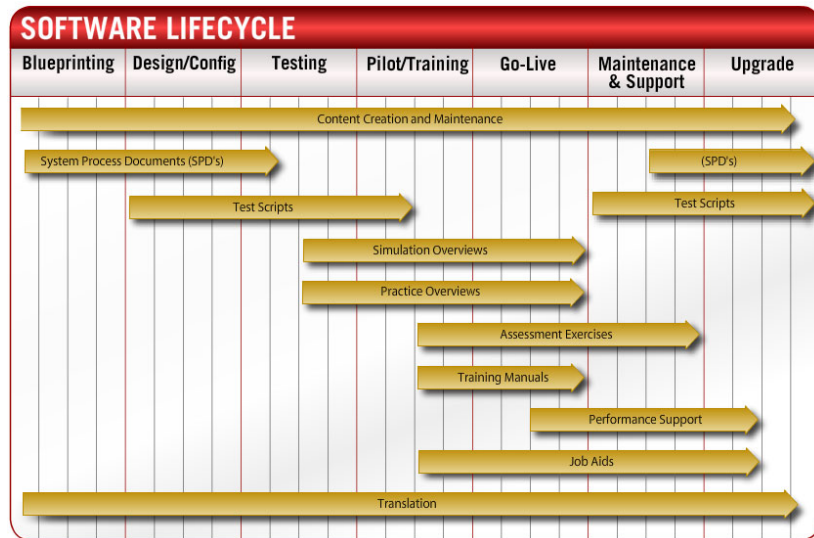 SOFTWARE LIFECYCLE
Blueprinting
Design/Config
Testing
Pilot/Training
Go-Live
Maintenance
& Support
Upgrade
Content Creation and Maintenance
System Process Documents (SPD's)
(SPD's)
Test Scripts
Test Scripts
Simulation Overviews
Practice Overviews
Assessment Exercises
Training Manuals
Performance Support
Job Aids
Translation